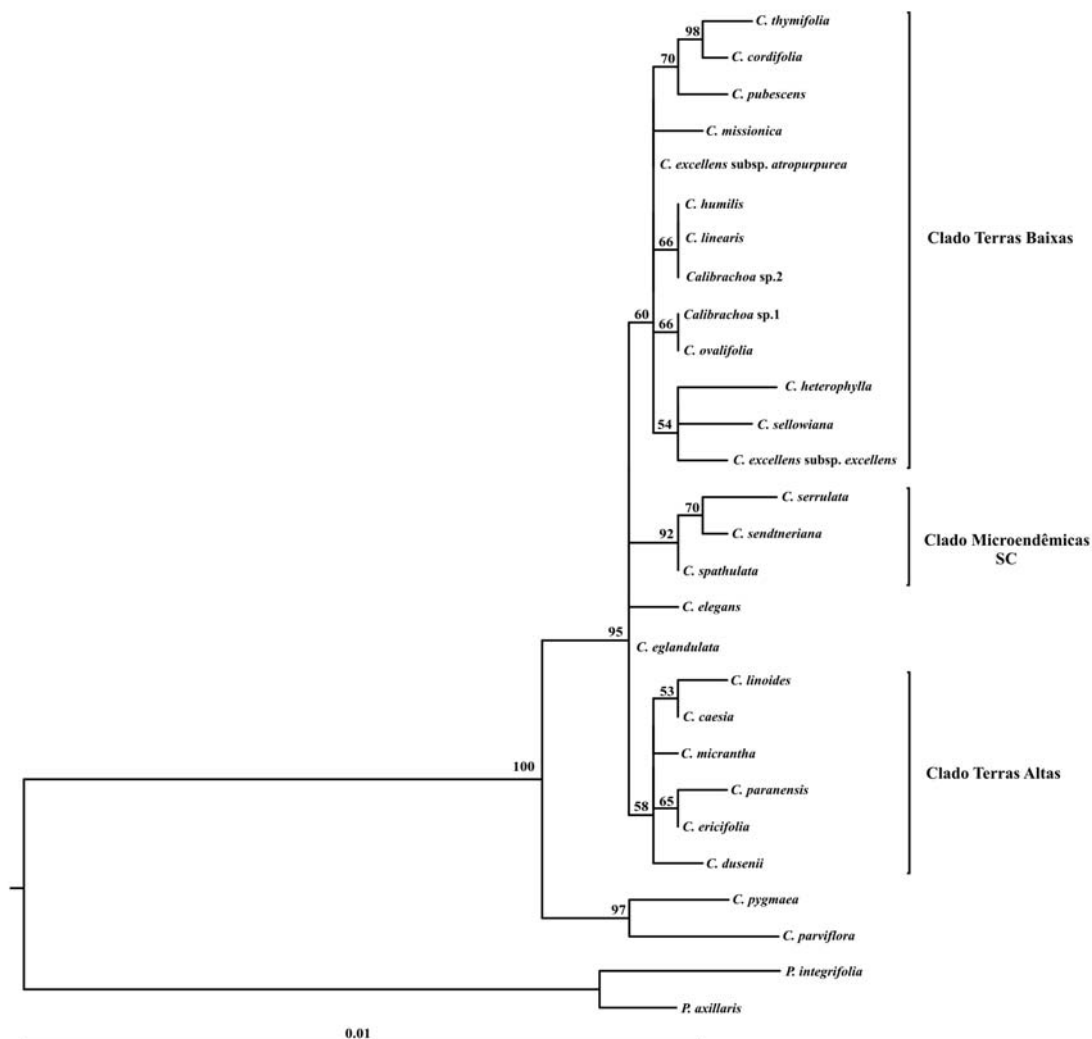 C. thymifolia
98
C. cordifolia
70
C. pubescens
C. missionica
C. excellens subsp. atropurpurea
C. humilis
C. linearis
Clado Terras Baixas
66
Calibrachoa sp.2
Calibrachoa sp.1
60
66
C. ovalifolia
C. heterophylla
54
C. sellowiana
C. excellens subsp. excellens
C. serrulata
70
C. sendtneriana
92
Clado Microendêmicas
SC
C. spathulata
C. elegans
95
C. eglandulata
C. linoides
53
C. caesia
C. micrantha
100
Clado Terras Altas
C. paranensis
58
65
C. ericifolia
C. dusenii
C. pygmaea
97
C. parviflora
P. integrifolia
P. axillaris
0.01